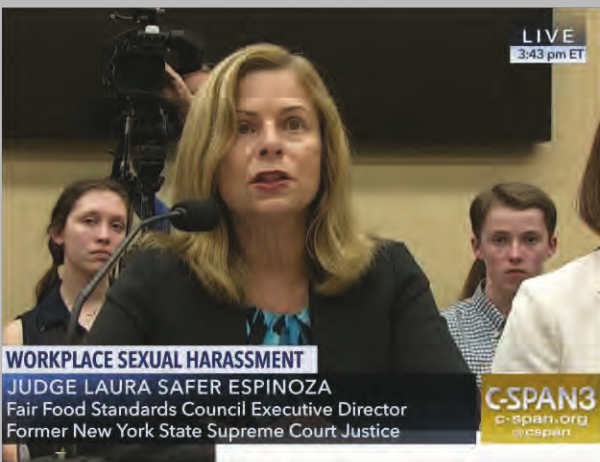 LIVE
3:43 pm ET
WORKPLACE SEXUAL HARASSMENT
JUDGE LAURA SAFER ESPINOZA
Fair Food Standards Council Executive Director
Former New York State Supreme Court Justice
C-SPAN3
c-span.org
@cspan